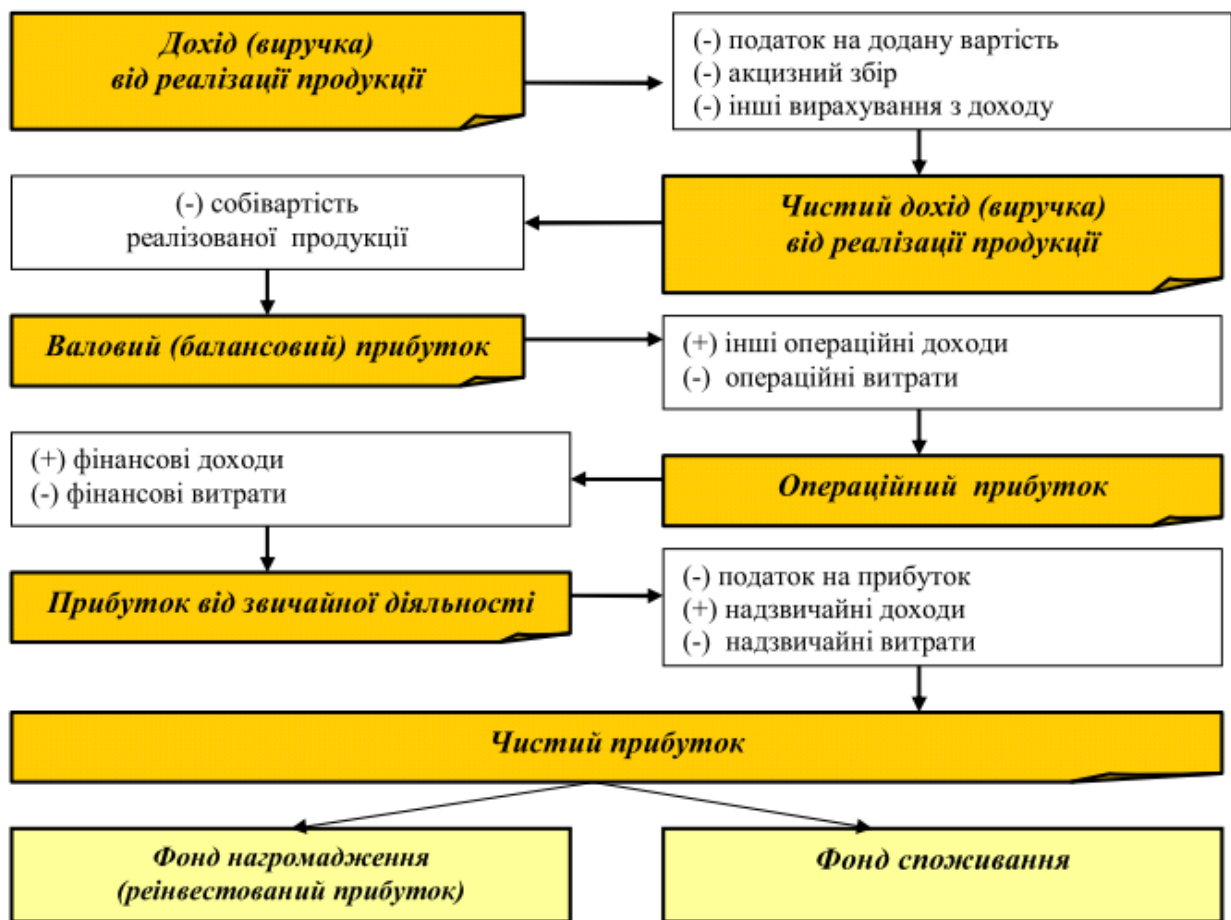 Дохід (виручка)
від реалізації продукції
(-) податок на додану вартість
(-) акцизний збір
(-) інші вирахування з доходу
(-) собівартість
реалізованої продукції
Чистий дохід (виручка)
від реалізації продукції
Валовий (балансовий) прибуток
(+) інші операційні доходи
(-) операційні витрати
(+) фінансові доходи
(-) фінансові витрати
Операційний прибуток
Прибуток від звичайної діяльності
(-) податок на прибуток
(+) надзвичайні доходи
(-) надзвичайні витрати
Чистий прибуток
Фонд нагромадження
(реінвестований прибуток)
Фонд споживання